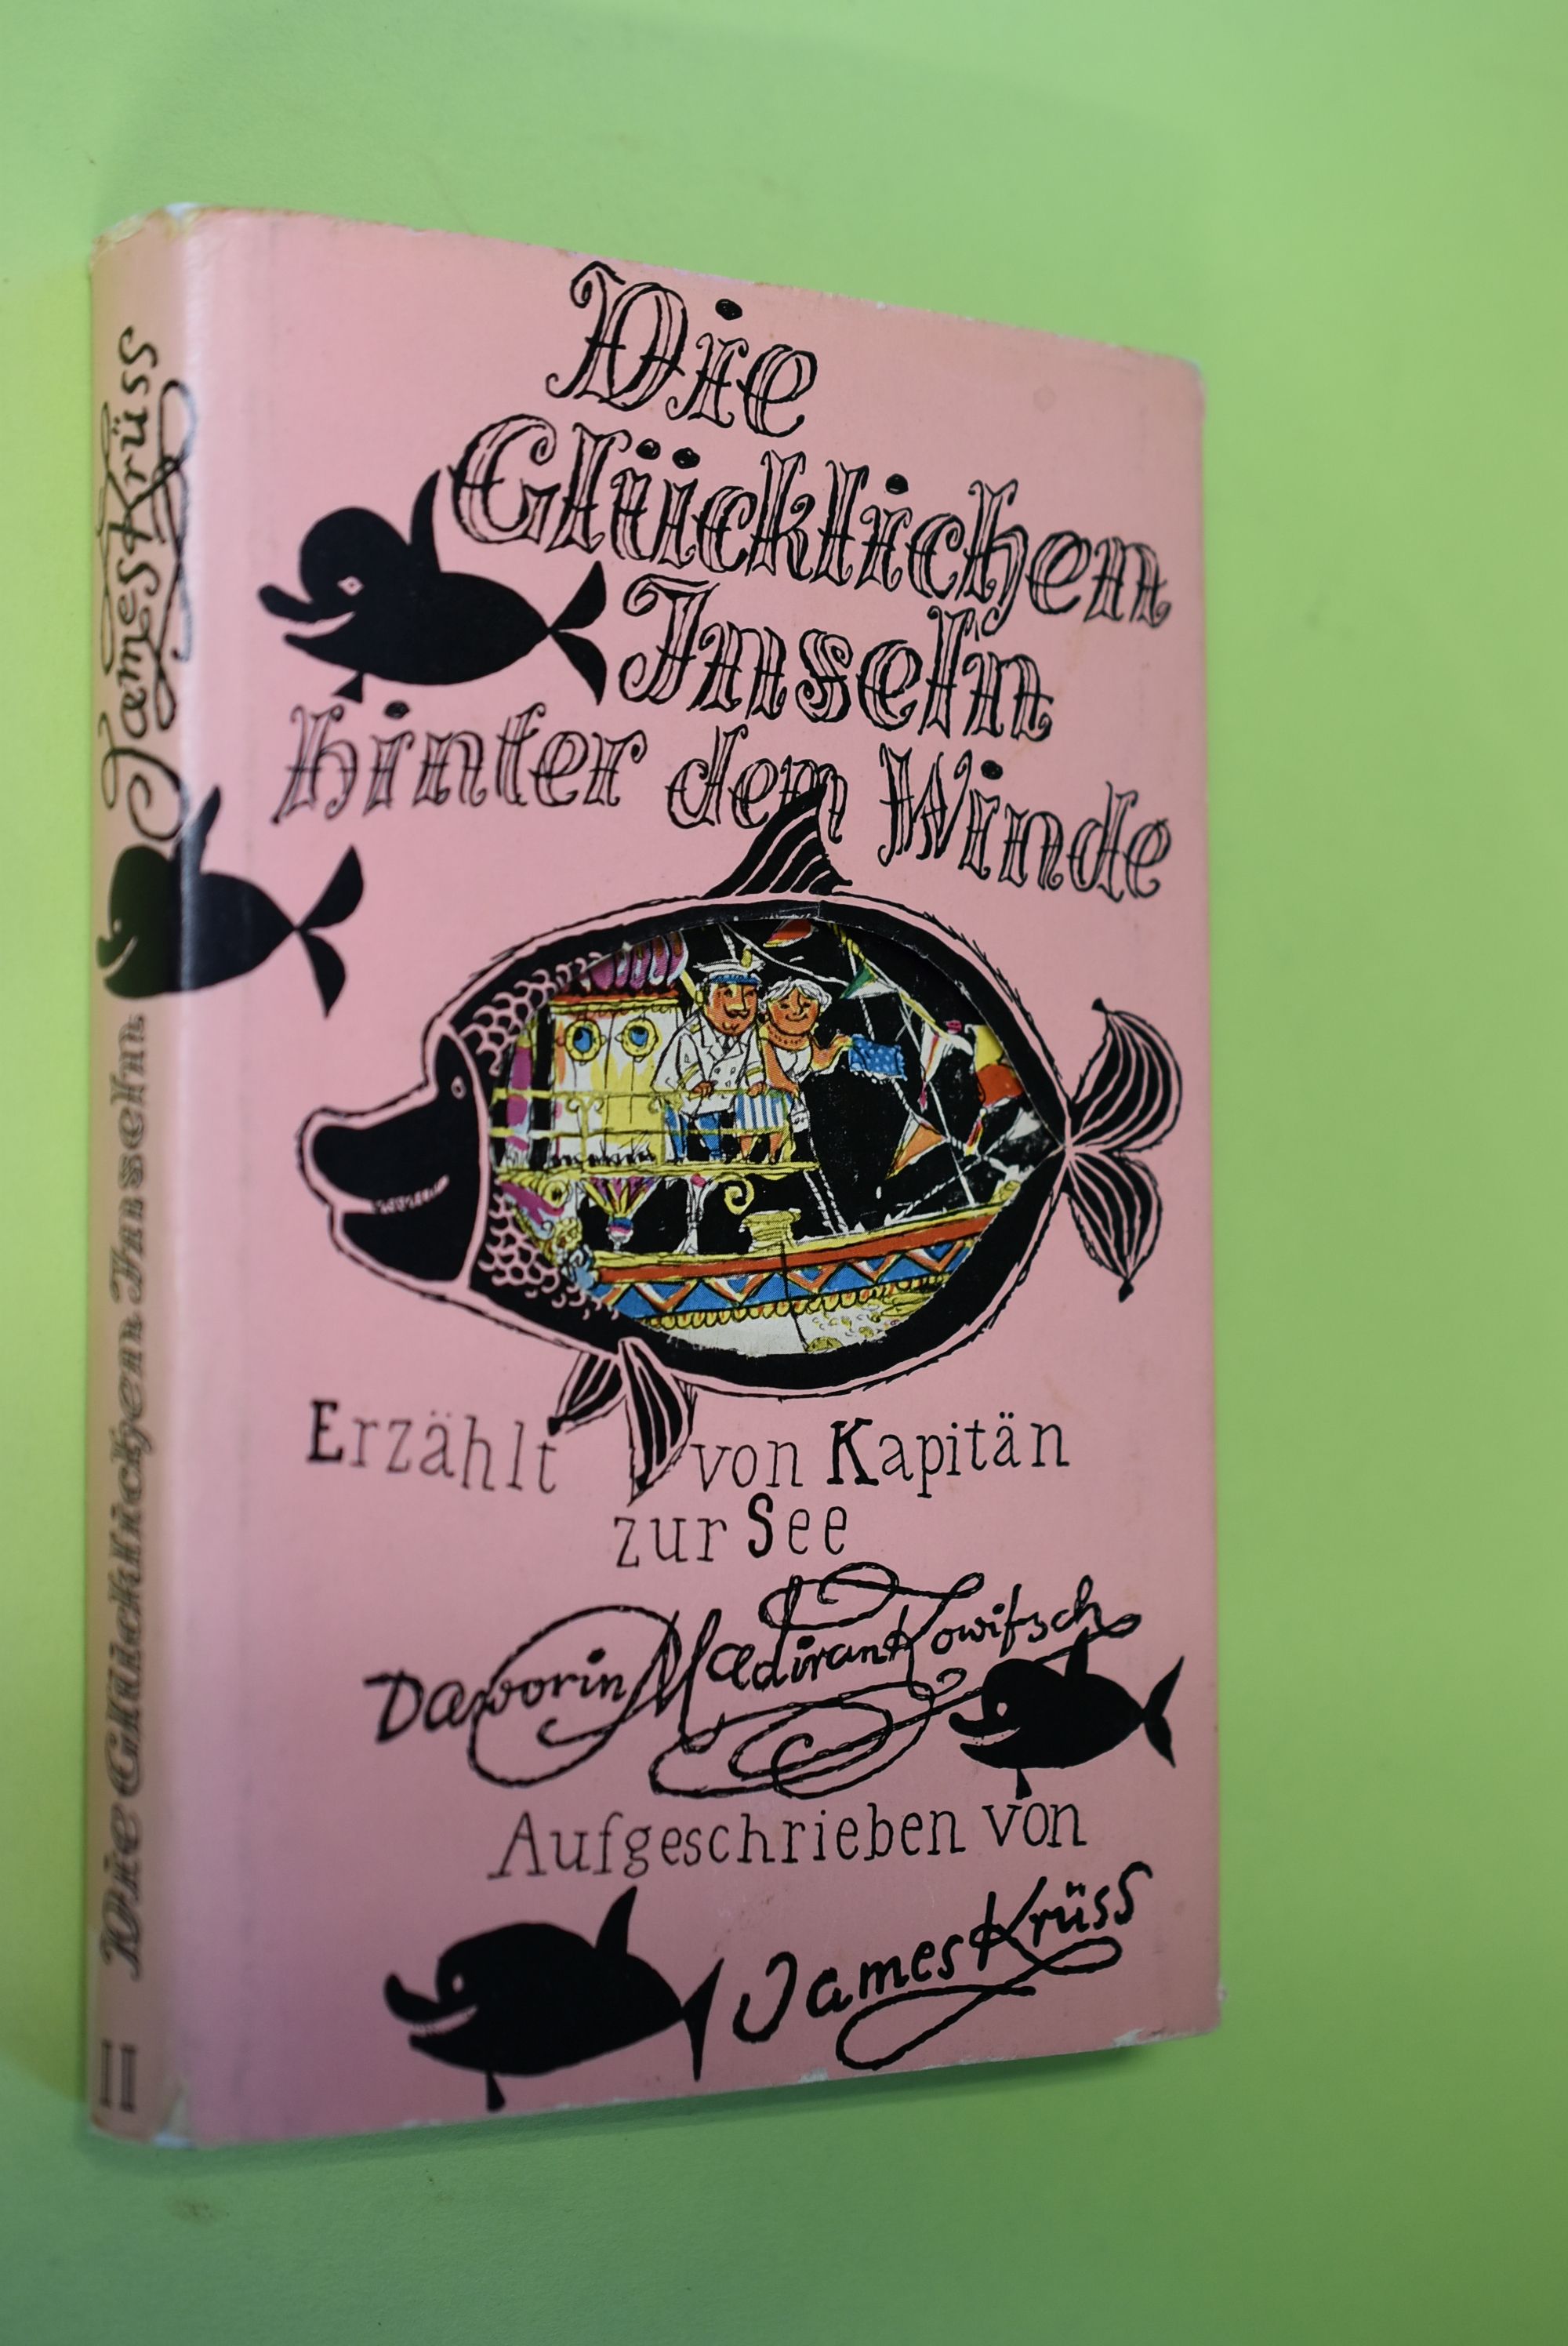 Die
Glücklichen
Inseln
hinter dem Winde
Erzählt von Kapitän
zur See
Daworin Madirankowitsch
Aufgeschrieben von
James Krüss
James Krüss
Die Glücklichen Inseln
II